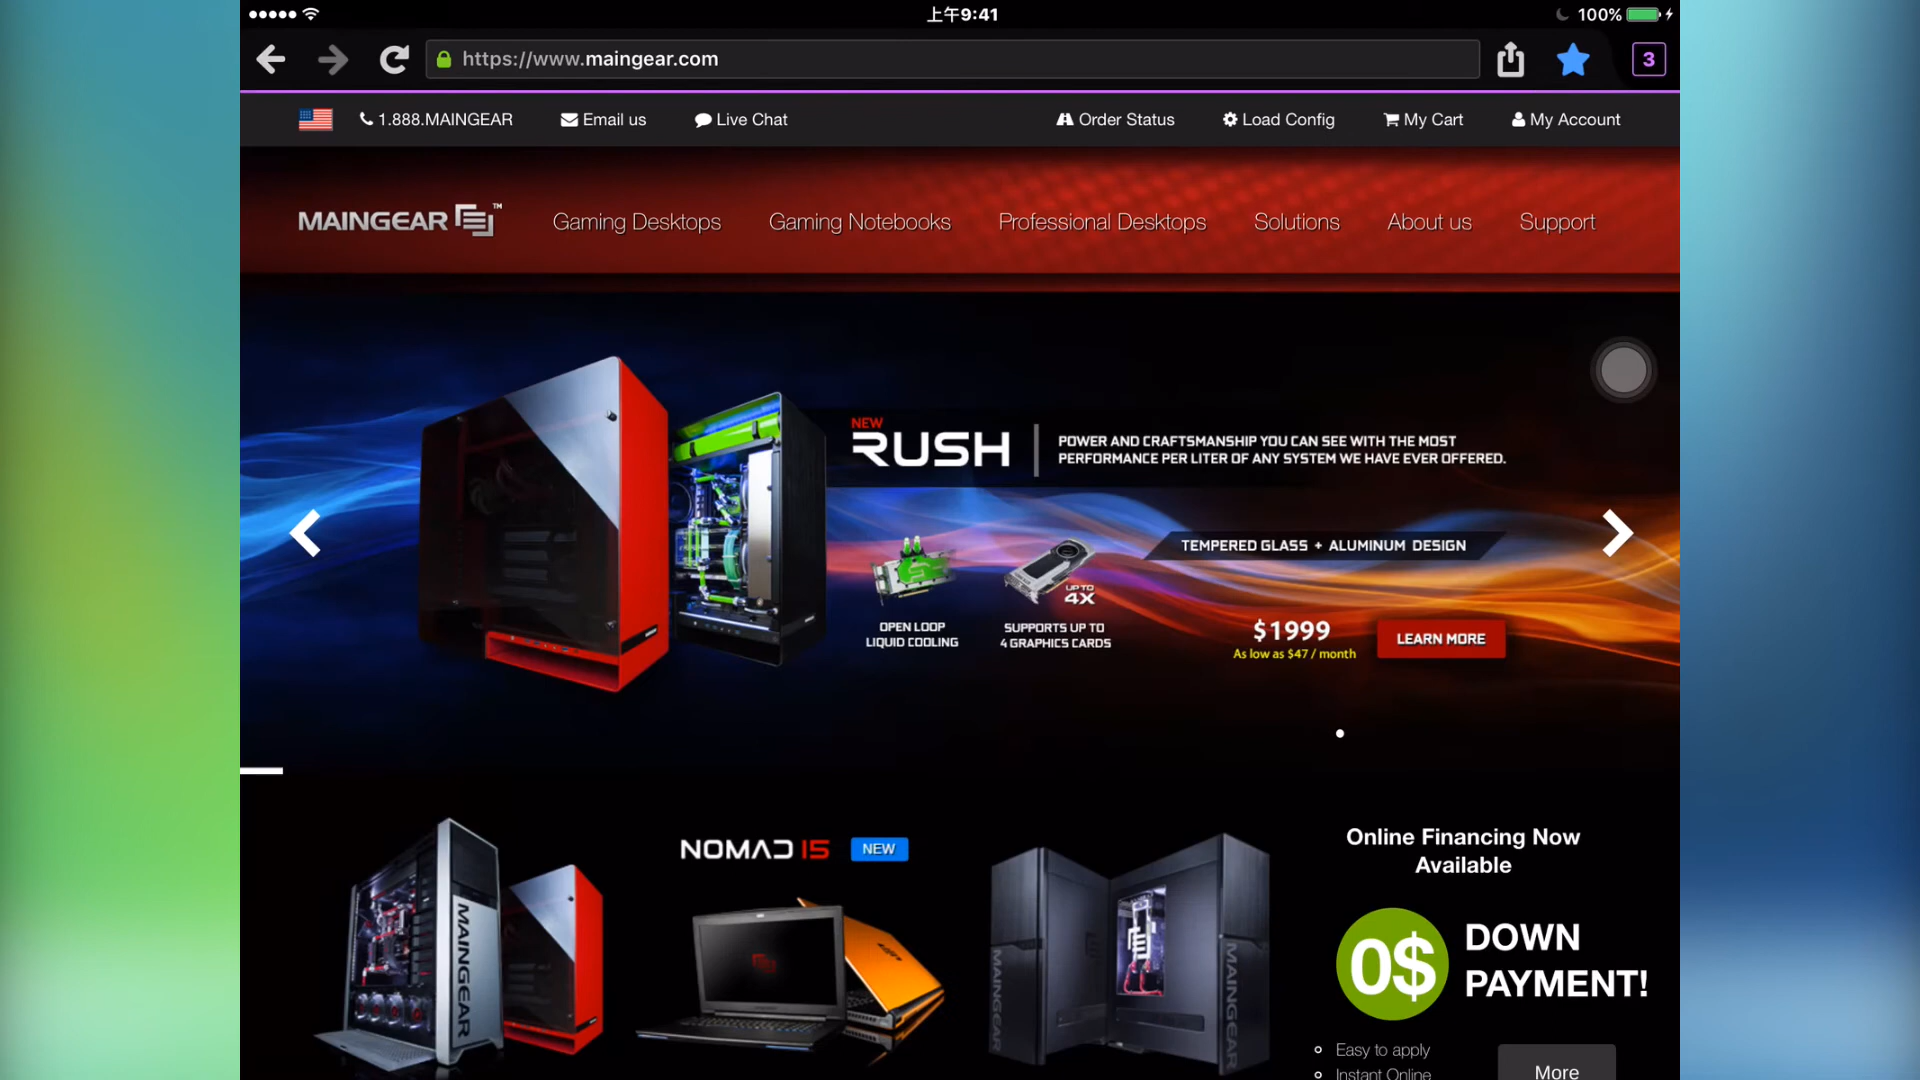 上午9:41
100%
https://www.maingear.com
3
1.888.MAINGEAR
Email us
Live Chat
Order Status
Load Config
My Cart
My Account
MAINGEAR™
Gaming Desktops
Gaming Notebooks
Professional Desktops
Solutions
About us
Support
NEW
RUSH
POWER AND CRAFTSMANSHIP YOU CAN SEE WITH THE MOST
PERFORMANCE PER LITER OF ANY SYSTEM WE HAVE EVER OFFERED.
TEMPERED GLASS + ALUMINUM DESIGN
UP TO
4X
OPEN LOOP
LIQUID COOLING
SUPPORTS UP TO
4 GRAPHICS CARDS
$1999
As low as $47 / month
LEARN MORE
NOMAD 15
NEW
MAINGEAR
MAINGEAR
MAINGEAR
Online Financing Now
Available
0$
DOWN
PAYMENT!
Easy to apply
Instant Online
More